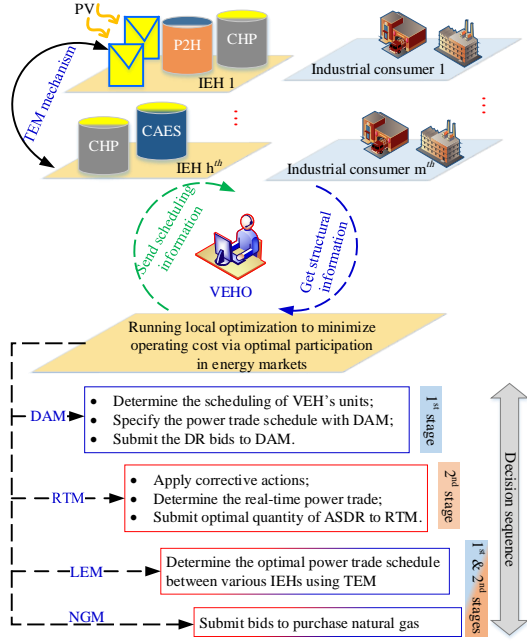 PV
P2H
CHP
IEH 1
Industrial consumer 1
TEM mechanism
CHP
CAES
IEH h^th
Industrial consumer m^th
Send scheduling
information
VEHO
Get structural
information
Running local optimization to minimize
operating cost via optimal participation
in energy markets
DAM
• Determine the scheduling of VEH's units;
• Specify the power trade schedule with DAM;
• Submit the DR bids to DAM.
1st
stage
RTM
• Apply corrective actions;
• Determine the real-time power trade;
• Submit optimal quantity of ASDR to RTM.
2nd
stage
LEM
Determine the optimal power trade schedule
between various IEHs using TEM
NGM
Submit bids to purchase natural gas
1st & 2nd
stages
Decision sequence